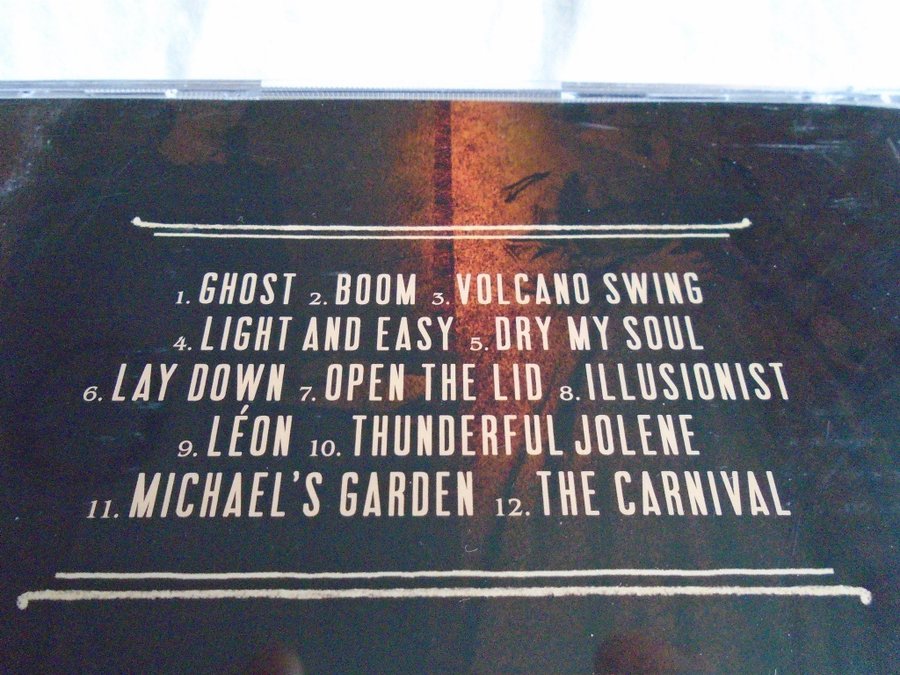 1. GHOST 2. BOOM 3. VOLCANO SWING
4. LIGHT AND EASY 5. DRY MY SOUL
6. LAY DOWN 7. OPEN THE LID 8. ILLUSIONIST
9. LÉON 10. THUNDERFUL JOLENE
11. MICHAEL'S GARDEN 12. THE CARNIVAL